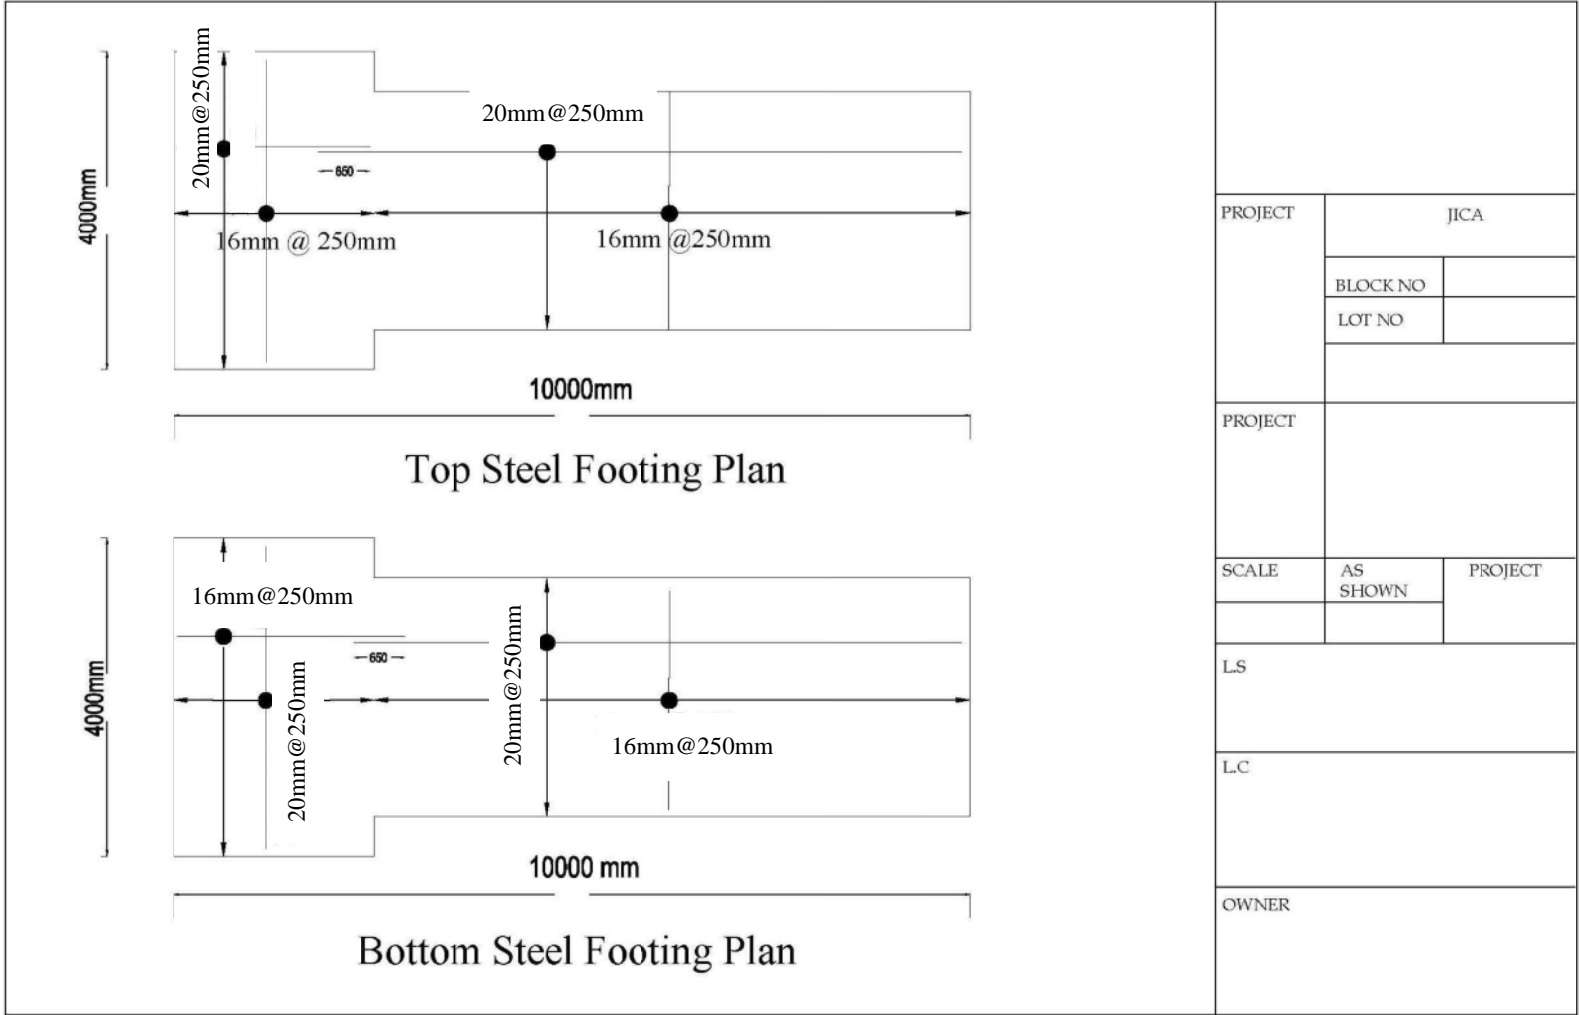 20mm@250mm
20mm@250mm
650
4000mm
16mm @ 250mm
16mm @250mm
10000mm
Top Steel Footing Plan
16mm@250mm
650
4000mm
20mm@250mm
20mm@250mm
16mm@250mm
10000 mm
Bottom Steel Footing Plan
PROJECT
JICA
BLOCK NO
LOT NO
PROJECT
SCALE
AS
SHOWN
PROJECT
L.S
L.C
OWNER